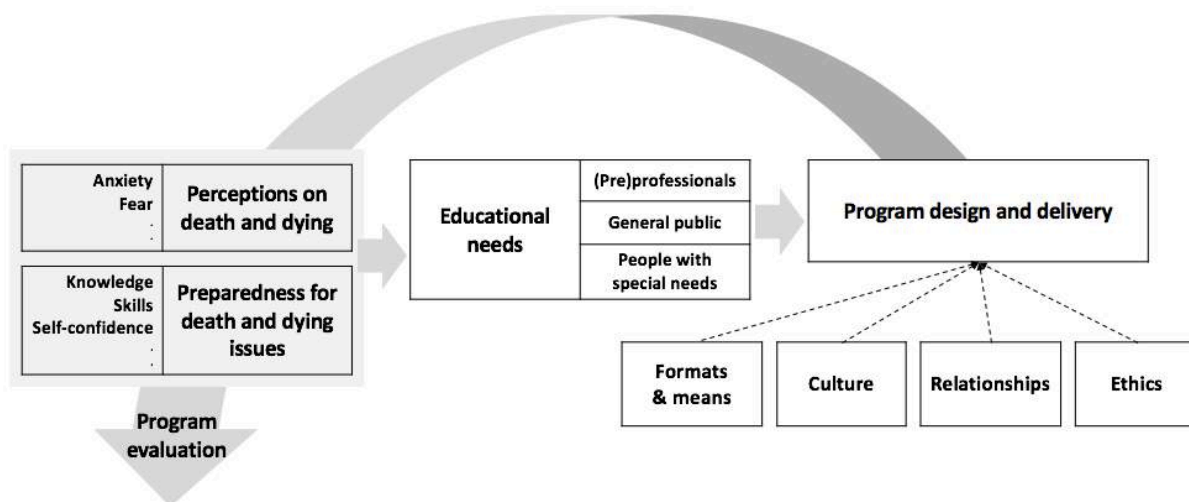 Anxiety
Fear
.
.
Perceptions on
death and dying
Knowledge
Skills
Self-confidence
.
.
Preparedness for
death and dying
issues
Program
evaluation
Educational
needs
(Pre)professionals
General public
People with
special needs
Program design and delivery
Formats
& means
Culture
Relationships
Ethics